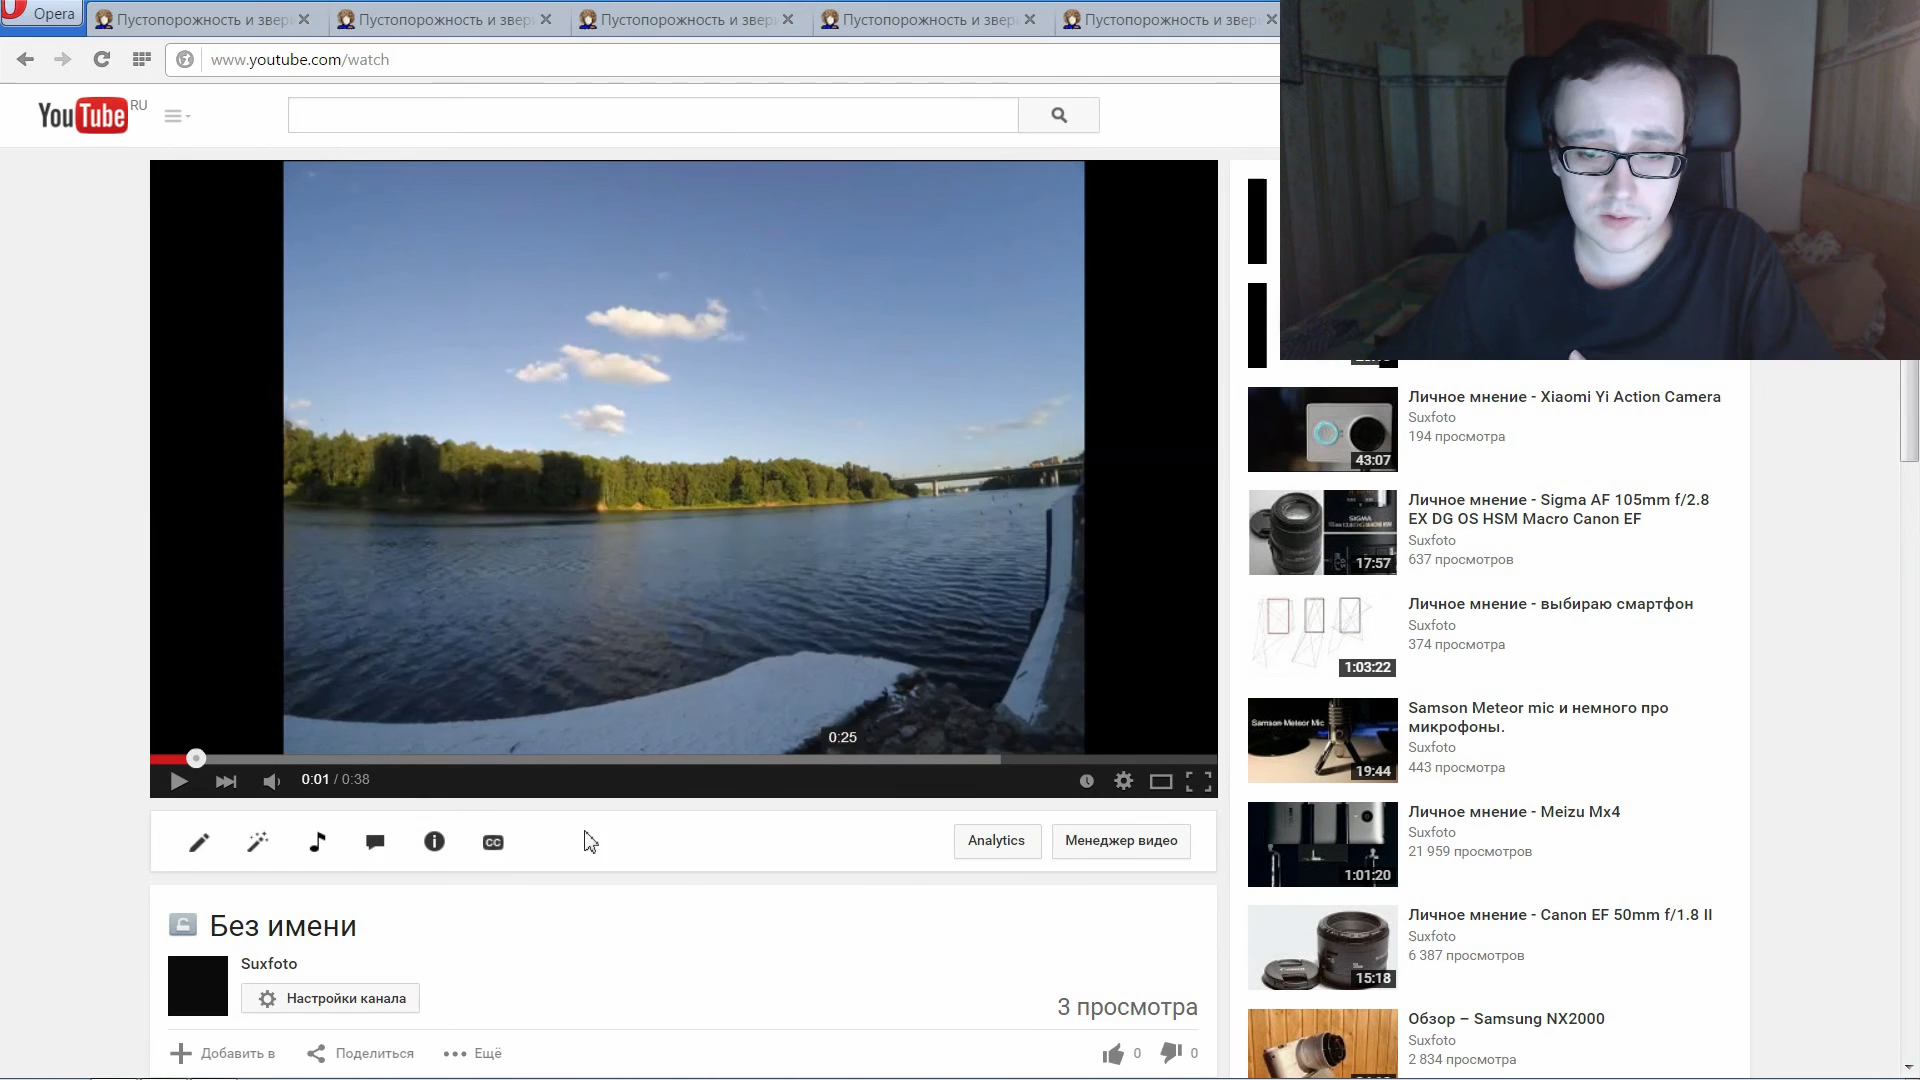 Opera
Пустопорожность и звер
Пустопорожность и звер
Пустопорожность и звер
Пустопорожность и звер
Пустопорожность и звер
www.youtube.com/watch
YouTube RU
0:25
0:01 / 0:38
CC
Analytics
Менеджер видео
Без имени
Suxfoto
Настройки канала
3 просмотра
Добавить в
Поделиться
Ещё
0
0
Личное мнение - Xiaomi Yi Action Camera
Suxfoto
194 просмотра
43:07
Личное мнение - Sigma AF 105mm f/2.8
EX DG OS HSM Macro Canon EF
Suxfoto
637 просмотров
SIGMA
17:57
Личное мнение - выбираю смартфон
Suxfoto
374 просмотра
1:03:22
Samson Meteor mic и немного про
микрофоны.
Suxfoto
443 просмотра
Samson Meteor Mic
19:44
Личное мнение - Meizu Mx4
Suxfoto
21 959 просмотров
1:01:20
Личное мнение - Canon EF 50mm f/1.8 II
Suxfoto
6 387 просмотров
15:18
Обзор – Samsung NX2000
Suxfoto
2 834 просмотра